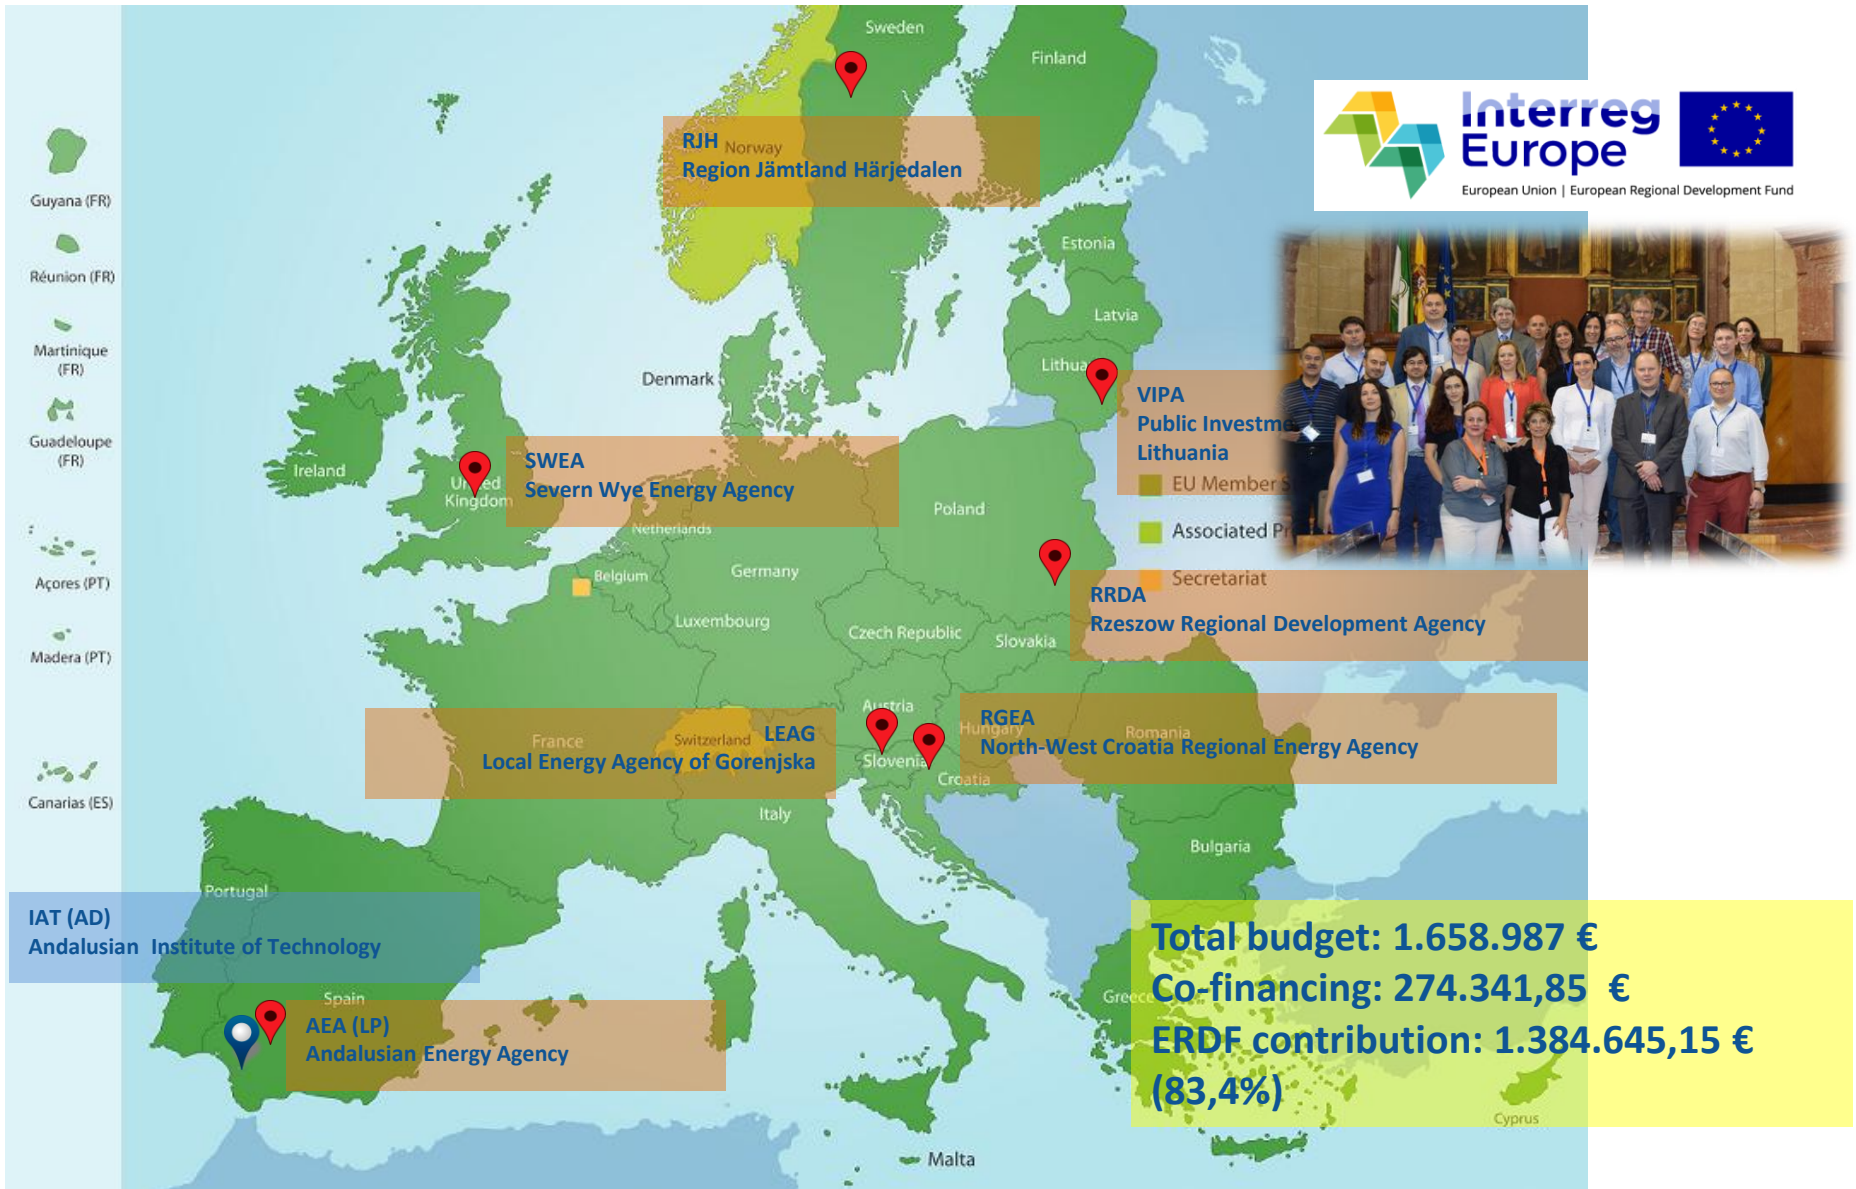 Sweden
Finland
RJH
Norway
Region Jämtland Härjedalen
Interreg
Europe
European Union | European Regional Development Fund
Guyana (FR)
Réunion (FR)
Martinique
(FR)
Guadeloupe
(FR)
Açores (PT)
Madera (PT)
Canarias (ES)
Estonia
Latvia
Denmark
VIPA
Public
Lithuania
EU Member
Associated
Secretariat
Ireland
Kingdom
SWEA
Severn Wye Energy Agency
Netherlands
Poland
Belgium
Germany
Luxembourg
Czech Republic
Slovakia
RRDA
Rzeszow Regional Development Agency
Austria
Hungary
Romania
RGEA
North-West Croatia Regional Energy Agency
France
Switzerland
LEAG
Local Energy Agency of Gorenjska
Slovenia
Croatia
Italy
Bulgaria
Portugal
IAT (AD)
Andalusian Institute of Technology
Spain
AEA (LP)
Andalusian Energy Agency
Greece
Total budget: 1.658.987 €
Co-financing: 274.341,85 €
ERDF contribution: 1.384.645,15 €
(83,4%)
Cyprus
Malta